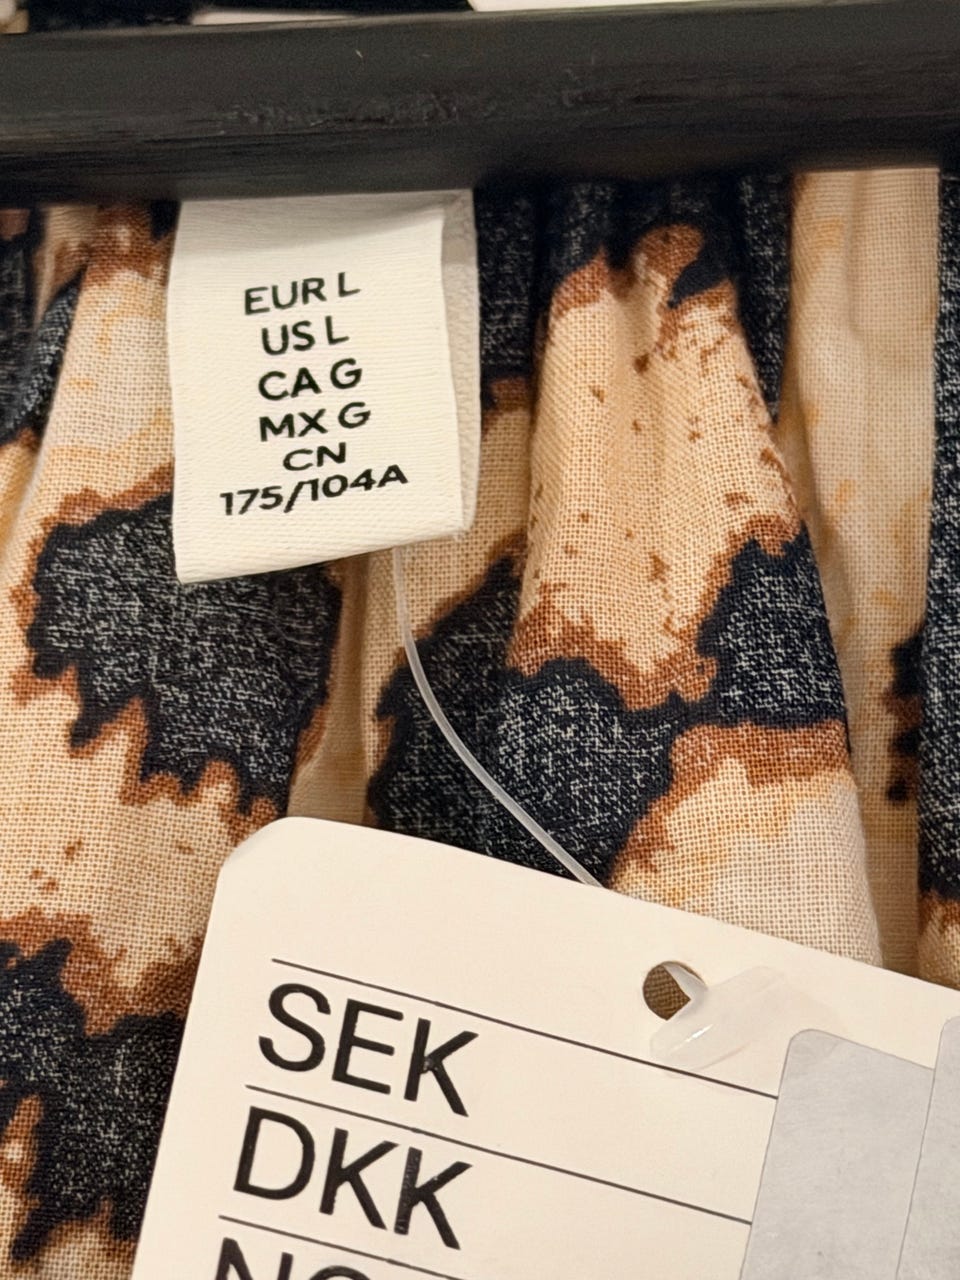 EUR L
US L
CA G
MX G
CN
175/104A
SEK
DKK